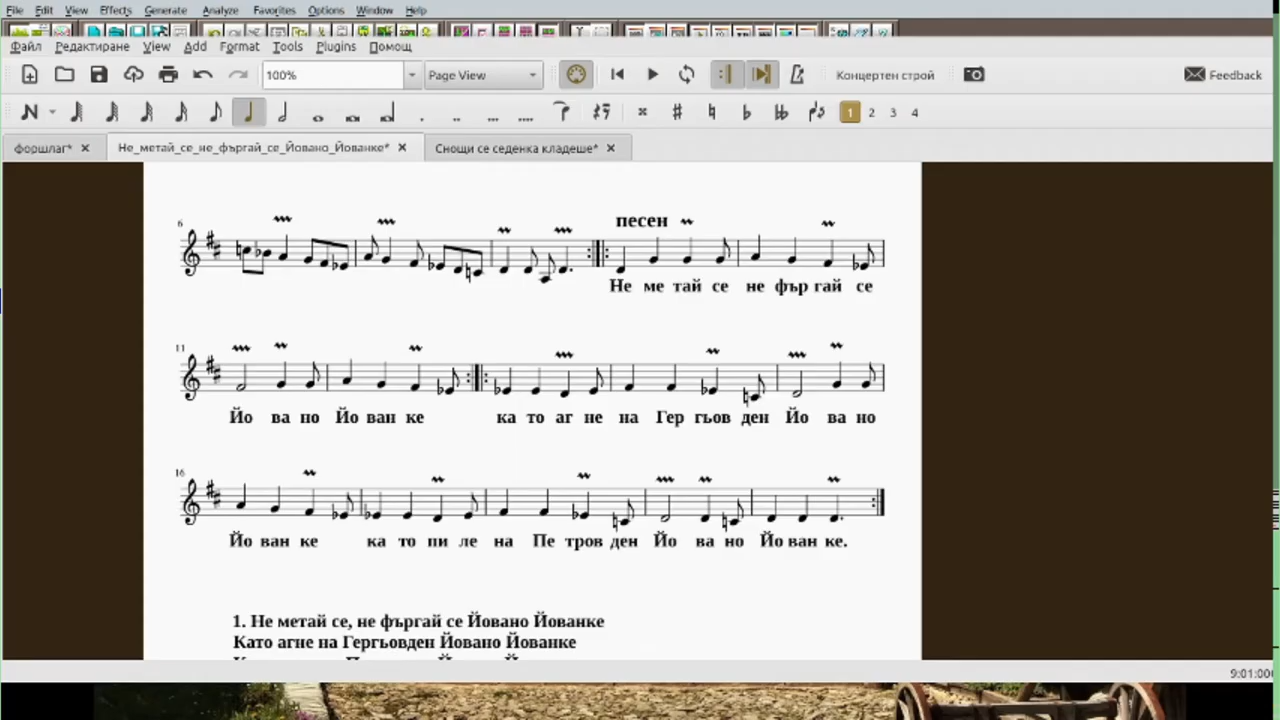 File Edit View Effects Generate Analyze Favorites Options Window Help
Файл Редактиране View Add Format Tools Plugins Помощ
100% Page View Концертен строй Feedback
1 2 3 4
форшлаг* Не_метай_се_не_фъргай_се_Йовано_Йованке* Снощи се седенка кладеше*
6 песен
Не ме тай се не фър гай се
11
Йо ва но Йо ван ке ка то аг не на Гер гьов ден Йо ва но
16
Йо ван ке ка то пи ле на Пе тров ден Йо ва но Йо ван ке.
1. Не метай се, не фъргай се Йовано Йованке
Като агне на Гергьовден Йовано Йованке